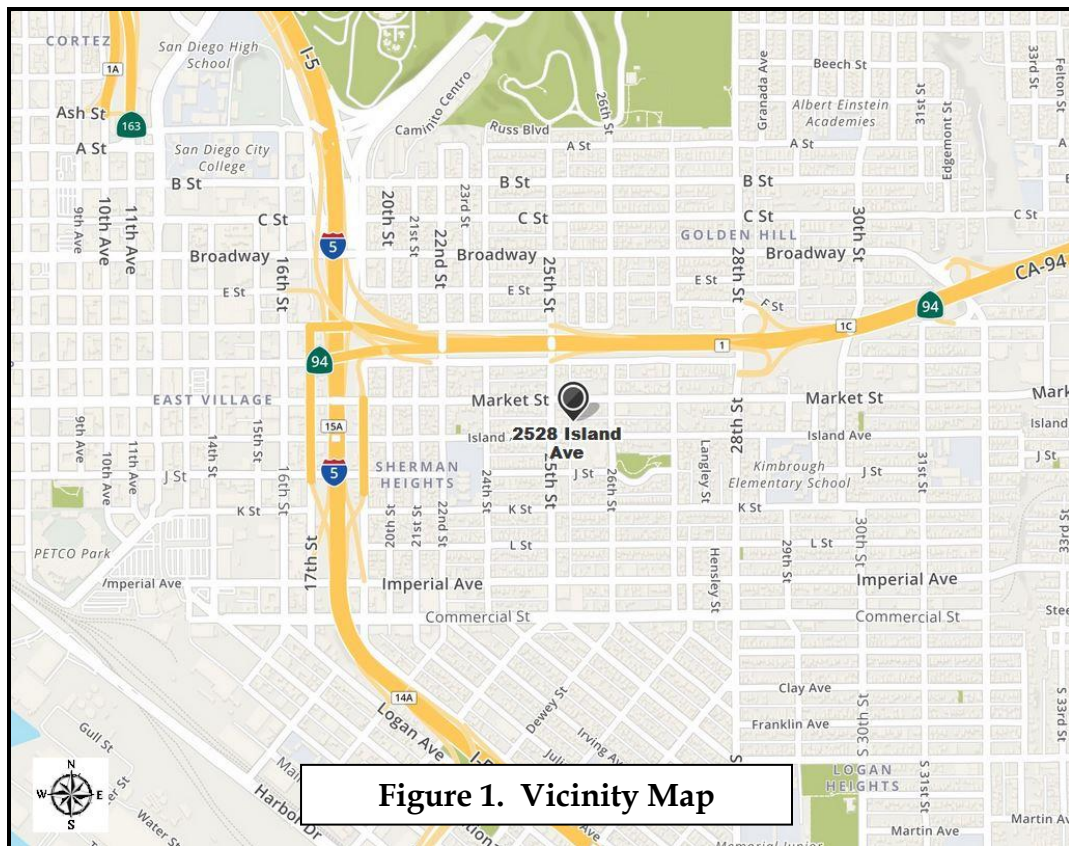 CORTEZ
San Diego High
School
I-5
1A
Ash St
163
A St
San Diego City
College
B St
C St
Broadway
E St
9th Ave
10th Ave
11th Ave
16th St
5
Caminito Centro
Russ Blvd
26th St
A St
B St
C St
Broadway
E St
20th St
21st St
22nd St
23rd St
25th St
Granada Ave
Beech St
Albert Einstein
Academies
A St
B St
C St
GOLDEN HILL
Broadway
E St
F St
28th St
30th St
31st St
Edgemont St
33rd St
Felton St
A
C St
CA-94
94
1C
1
94
EAST VILLAGE
15A
Market St
Market St
Mark
Island
2528 Island
Ave
25th St
Island Ave
Island
9th Ave
10th Ave
11th Ave
14th St
15th St
16th St
J St
K St
5
SHERMAN
HEIGHTS
20th St
21st St
22nd St
24th St
J St
26th St
K St
L St
Langley St
28th St
Kimbrough
Elementary School
J St
K St
L St
31st St
J St
33rd St
29th St
30th St
PETCO Park
Imperial Ave
17th St
Imperial Ave
Hensley St
Imperial Ave
Commercial St
Commercial St
14A
Logan Ave
Dewey St
Irving Ave
Clay Ave
Franklin Ave
S 30th St
S 31st St
S 33rd St
LOGAN
HEIGHTS
Martin Ave
Martin Av
Gull St
Water St
Harbor Dr
Ave
N
W E
S
Figure 1. Vicinity Map